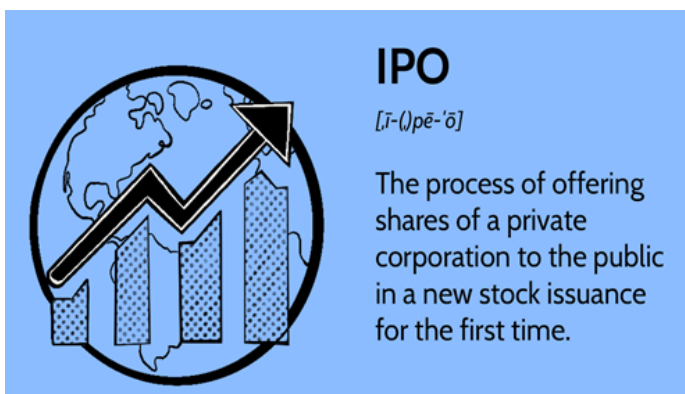 IPO
[ˌī-(ˌ)pē-ˈō]
The process of offering
shares of a private
corporation to the public
in a new stock issuance
for the first time.